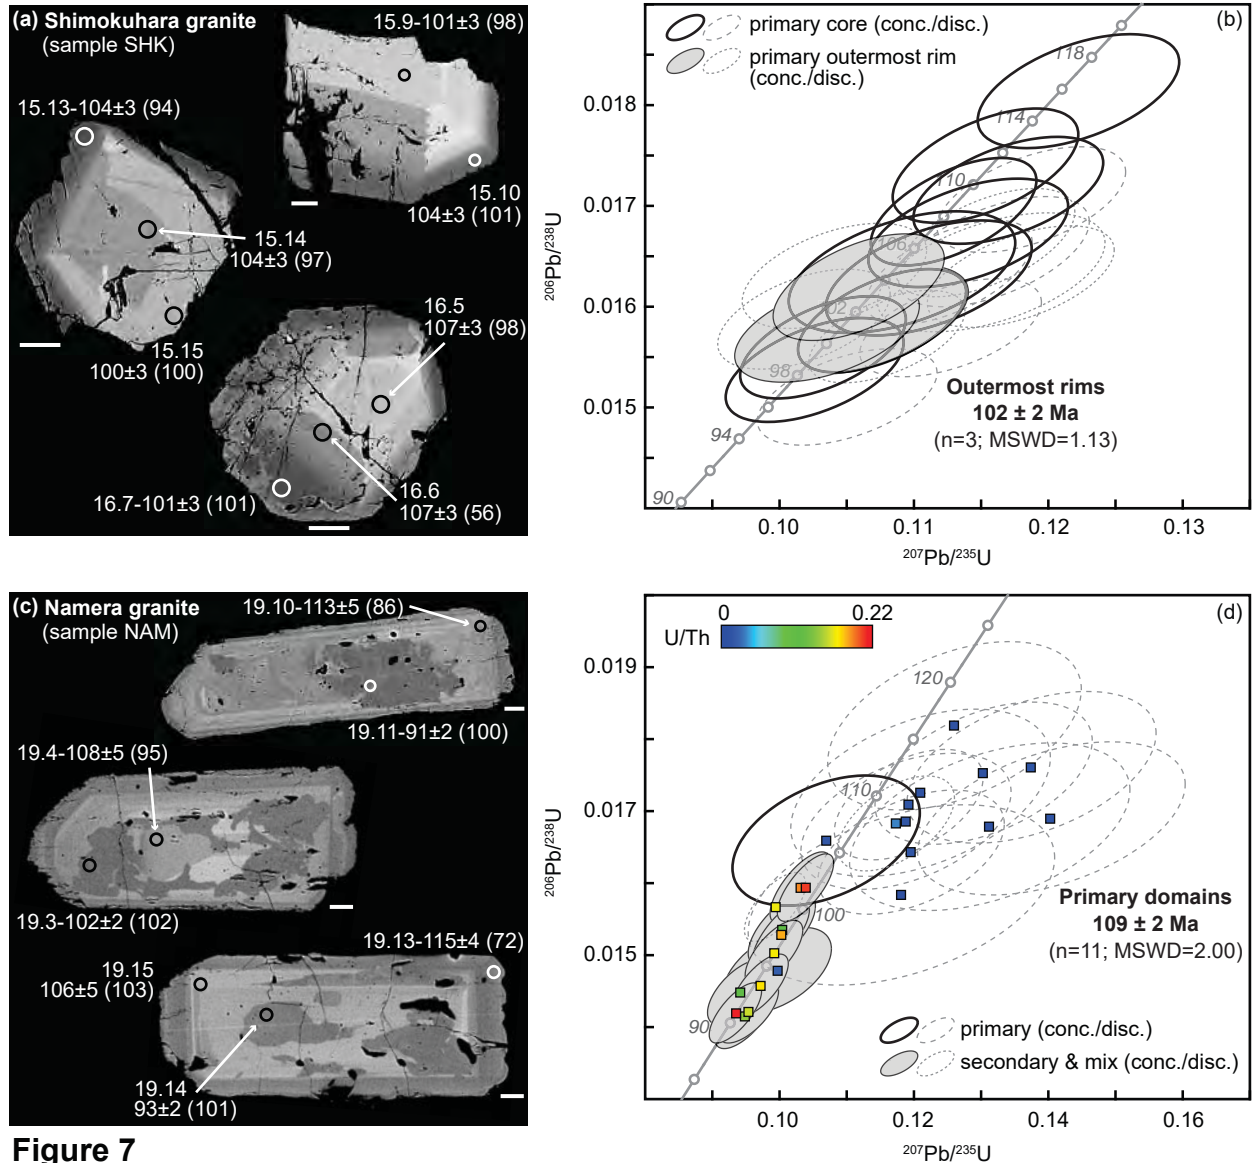 (a) Shimokuhara granite
(sample SHK)
15.9-101±3 (98)
15.13-104±3 (94)
15.10
104±3 (101)
15.14
104±3 (97)
15.15
100±3 (100)
16.5
107±3 (98)
16.6
107±3 (56)
16.7-101±3 (101)
(b)
primary core (conc./disc.)
primary outermost rim
(conc./disc.)
118
114
110
106
102
98
94
90
0.018
0.017
0.016
0.015
206Pb/238U
Outermost rims
102 ± 2 Ma
(n=3; MSWD=1.13)
0.10 0.11 0.12 0.13
207Pb/235U
(c) Namera granite
(sample NAM)
19.10-113±5 (86)
19.11-91±2 (100)
19.4-108±5 (95)
19.3-102±2 (102)
19.13-115±4 (72)
19.15
106±5 (103)
19.14
93±2 (101)
(d)
0 0.22
U/Th
120
110
100
90
0.019
0.017
0.015
206Pb/238U
Primary domains
109 ± 2 Ma
(n=11; MSWD=2.00)
primary (conc./disc.)
secondary & mix (conc./disc.)
0.10 0.12 0.14 0.16
207Pb/235U
Figure 7